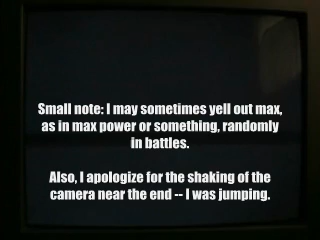 Small note: I may sometimes yell out max,
as in max power or something, randomly
in battles.
Also, I apologize for the shaking of the
camera near the end -- I was jumping.